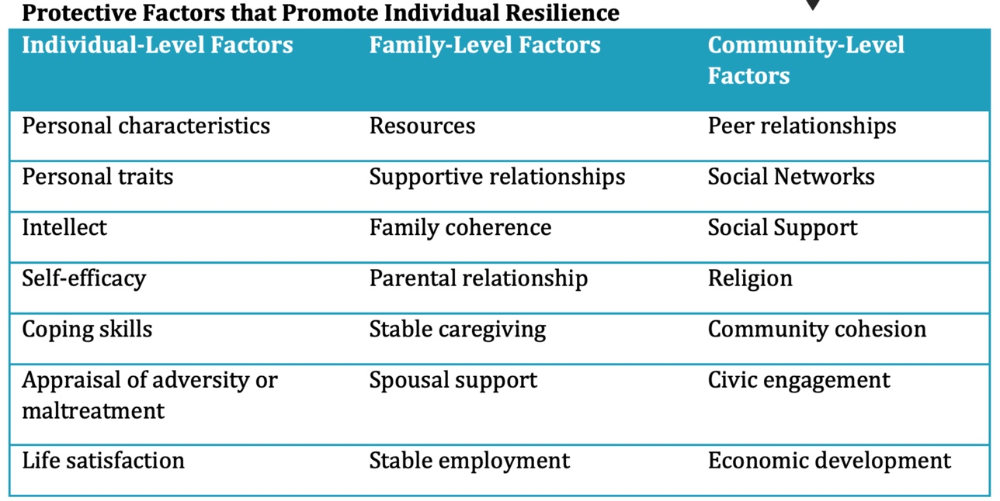 Protective Factors that Promote Individual Resilience
Individual-Level Factors Family-Level Factors Community-Level
Factors
Personal characteristics Resources Peer relationships
Personal traits Supportive relationships Social Networks
Intellect Family coherence Social Support
Self-efficacy Parental relationship Religion
Coping skills Stable caregiving Community cohesion
Appraisal of adversity or Spousal support Civic engagement
maltreatment
Life satisfaction Stable employment Economic development